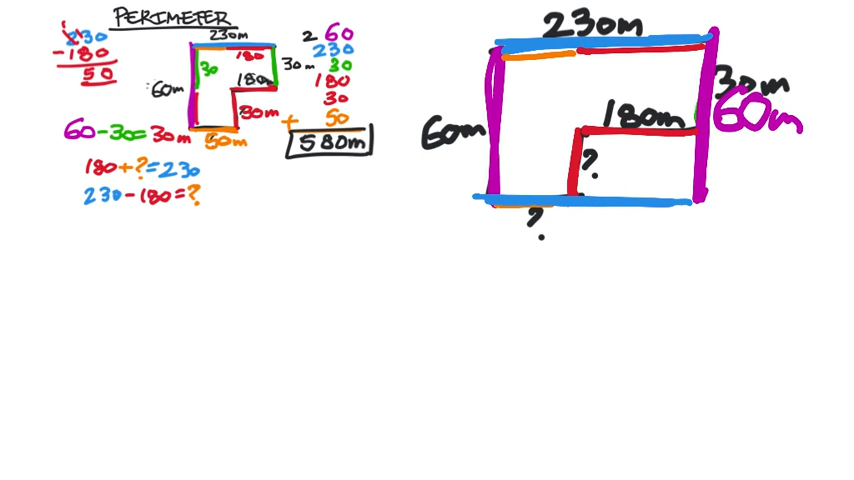 PERIMETER
230
-180
50
230m
180
30
30m
180m
60m
30m
50m
2 60
230
30
180
30
+ 50
580m
60-30=30m
180+?=230
230-180=?
230m
30m
60m
180m
60m
?
?